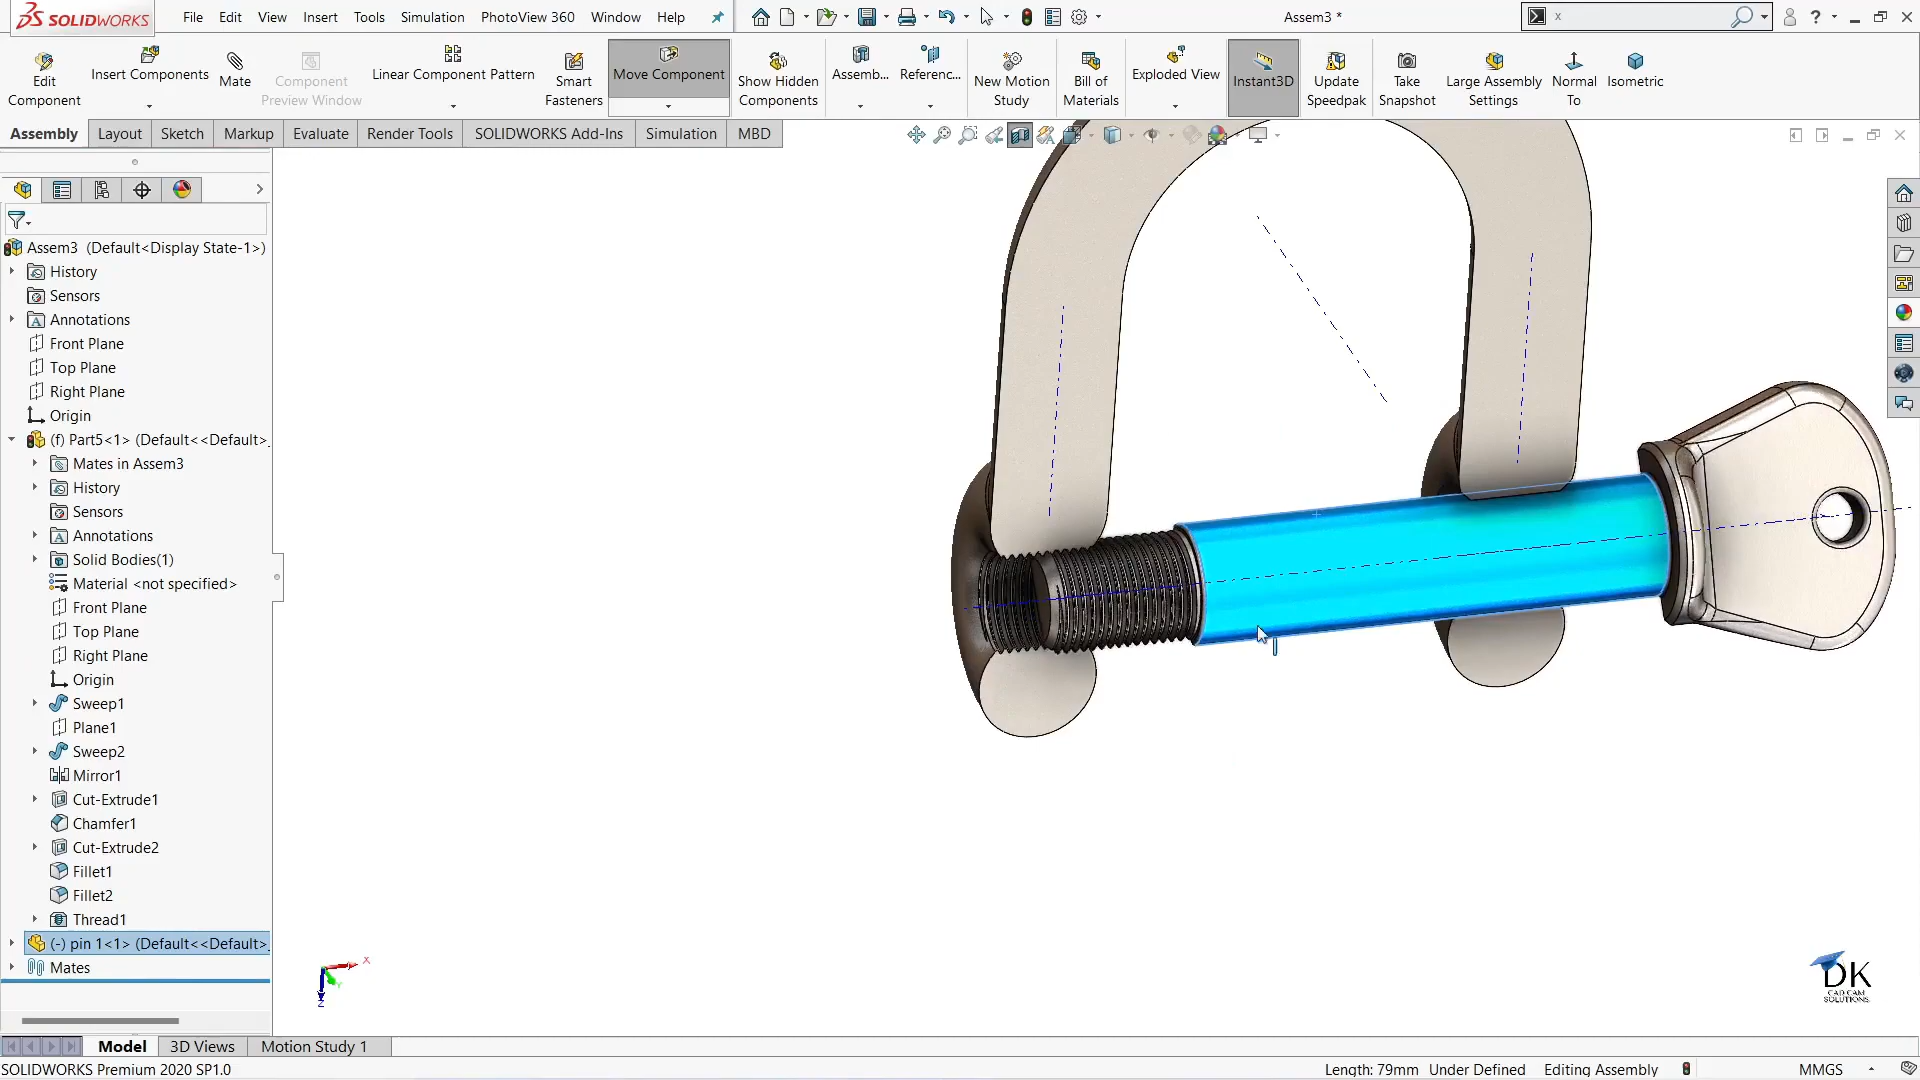 SOLIDWORKS File Edit View Insert Tools Simulation PhotoView 360 Window Help Assem3 * x ?
Edit Component
Insert Components
Mate
Component Preview Window
Linear Component Pattern
Smart Fasteners
Move Component
Show Hidden Components
Assemb...
Referenc...
New Motion Study
Bill of Materials
Exploded View
Instant3D
Update Speedpak
Take Snapshot
Large Assembly Settings
Normal To
Isometric
Assembly Layout Sketch Markup Evaluate Render Tools SOLIDWORKS Add-Ins Simulation MBD
Assem3 (Default<Display State-1>)
History
Sensors
Annotations
Front Plane
Top Plane
Right Plane
Origin
(f) Part5<1> (Default<<Default>_
Mates in Assem3
History
Sensors
Annotations
Solid Bodies(1)
Material <not specified>
Front Plane
Top Plane
Right Plane
Origin
Sweep1
Plane1
Sweep2
Mirror1
Cut-Extrude1
Chamfer1
Cut-Extrude2
Fillet1
Fillet2
Thread1
(-) pin 1<1> (Default<<Default>_
Mates
X
Y
Z
DK
CAD CAM
SOLUTIONS.
Model 3D Views Motion Study 1
SOLIDWORKS Premium 2020 SP1.0 Length: 79mm Under Defined Editing Assembly MMGS